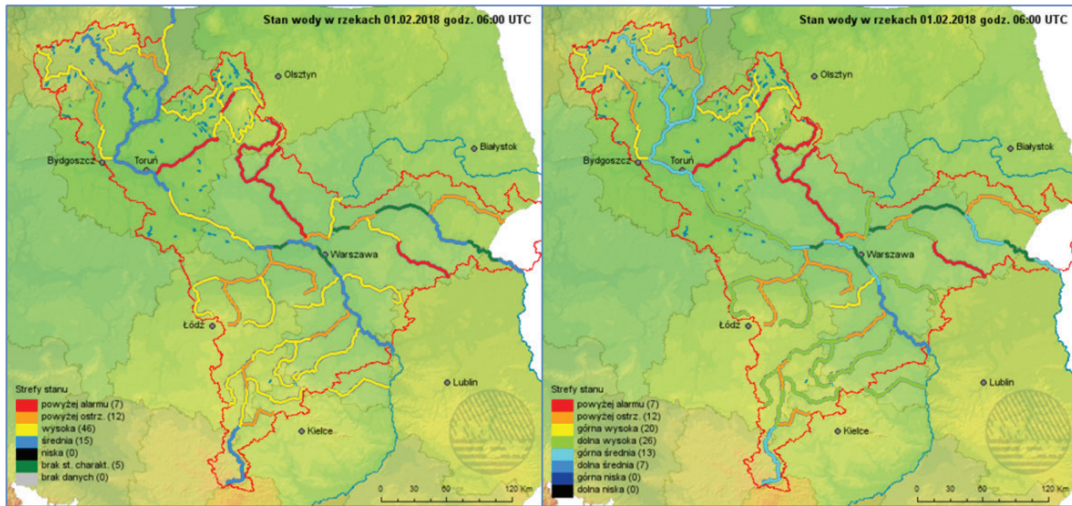 Stan wody w rzekach 01.02.2018 godz. 06:00 UTC
Olsztyn
Białystok
Bydgoszcz
Toruń
Warszawa
Łódź
Lublin
Kielce
Strefy stanu
powyżej alarmu (7)
powyżej ostrz. (12)
wysoka (46)
średnia (15)
niska (0)
brak st. charakt. (5)
brak danych (0)
0 30 60 120 Km
Stan wody w rzekach 01.02.2018 godz. 06:00 UTC
Olsztyn
Białystok
Bydgoszcz
Toruń
Warszawa
Łódź
Lublin
Kielce
Strefy stanu
powyżej alarmu (7)
powyżej ostrz. (12)
górna wysoka (20)
dolna wysoka (26)
górna średnia (13)
dolna średnia (7)
górna niska (0)
dolna niska (0)
0 30 60 120 Km